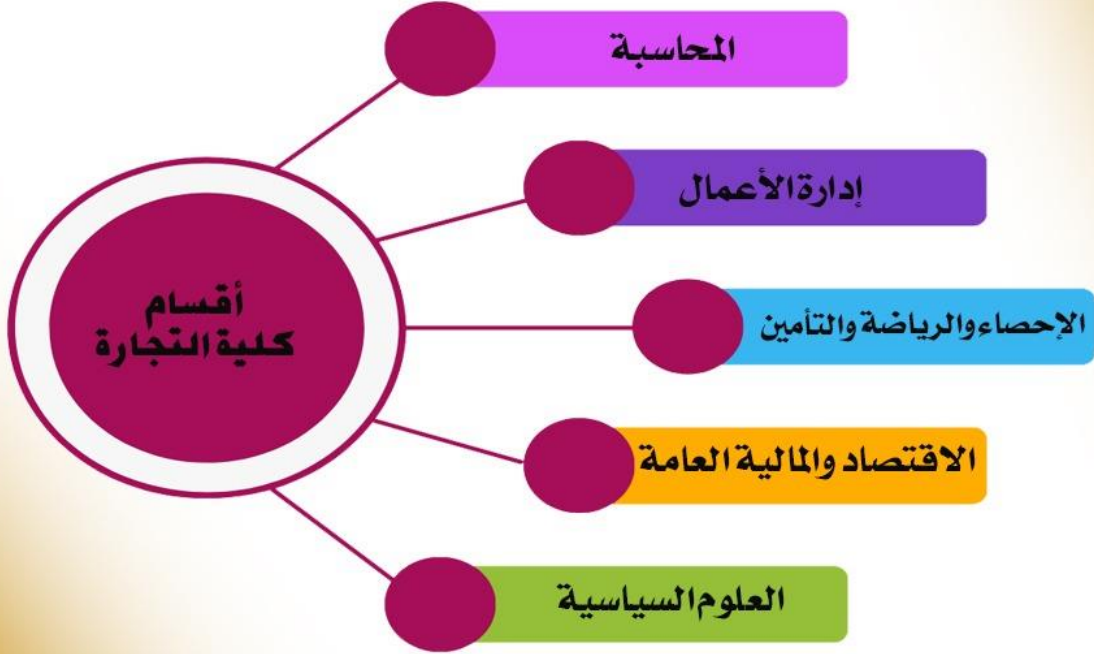 أقسام
كلية التجارة
المحاسبة
إدارة الأعمال
الإحصاء والرياضة والتأمين
الاقتصاد والمالية العامة
العلوم السياسية